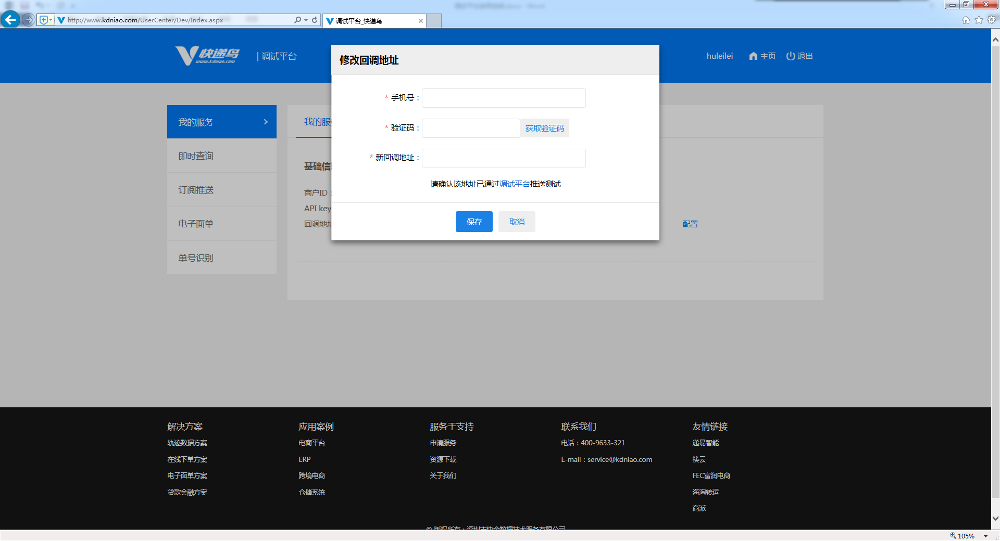 http://www.kdniao.com/UserCenter/Dev/Index.aspx
调试平台_快递鸟
快递鸟
www.kdniao.com
调试平台
huleilei
主页
退出
修改回调地址
* 手机号：
* 验证码：
获取验证码
* 新回调地址：
请确认该地址已通过调试平台推送测试
保存
取消
我的服务
即时查询
订阅推送
电子面单
单号识别
我的服
基础信
商户ID：
API key
回调地
配置
解决方案
轨迹数据方案
在线下单方案
电子面单方案
贷款金融方案
应用案例
电商平台
ERP
跨境电商
仓储系统
服务于支持
申请服务
资源下载
关于我们
联系我们
电话：400-9633-321
E-mail：service@kdniao.com
友情链接
递易智能
筷云
FEC富润电商
海淘转运
商派
© 版权所有：深圳市快金数据技术服务有限公司
105%